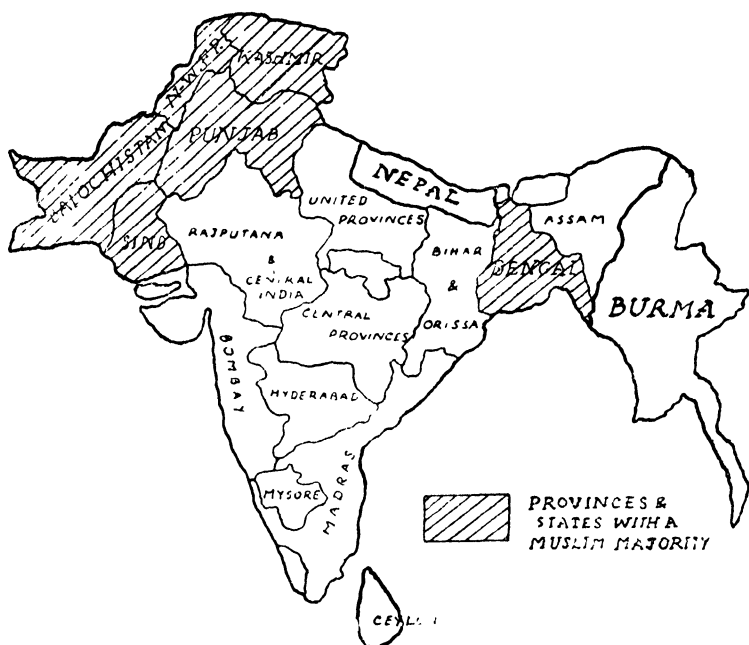 KASHMIR
N-W.F.P.
PUNJAB
BALOCHISTAN
SIND
NEPAL
UNITED
PROVINCES
RAJPUTANA
&
CENTRAL
INDIA
BIHAR
&
ORISSA
ASSAM
BENGAL
BURMA
CENTRAL
PROVINCES
BOMBAY
HYDERABAD
MYSORE
MADRAS
PROVINCES &
STATES WITH A
MUSLIM MAJORITY